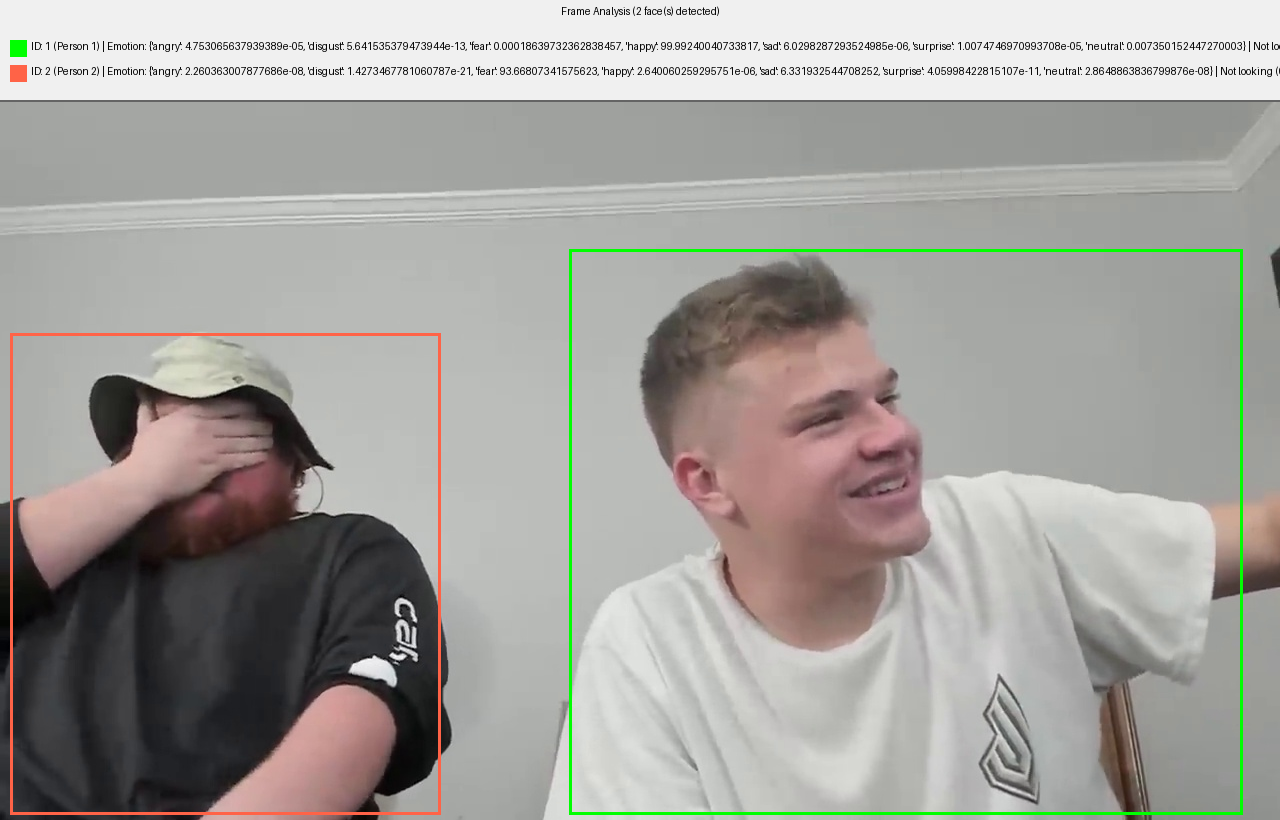 Frame Analysis (2 face(s) detected)
ID: 1 (Person 1) | Emotion: {'angry': 4.753065637939389e-05, 'disgust': 5.641535379473944e-13, 'fear': 0.00018639732362838457, 'happy': 99.99240040733817, 'sad': 6.0298287293524985e-06, 'surprise': 1.0074746970993708e-05, 'neutral': 0.007350152447270003} | Not loo
ID: 2 (Person 2) | Emotion: {'angry': 2.260363007877686e-08, 'disgust': 1.4273467781060787e-21, 'fear': 93.66807341575623, 'happy': 2.640060259295751e-06, 'sad': 6.331932544708252, 'surprise': 4.05998422815107e-11, 'neutral': 2.8648863836799876e-08} | Not looking (